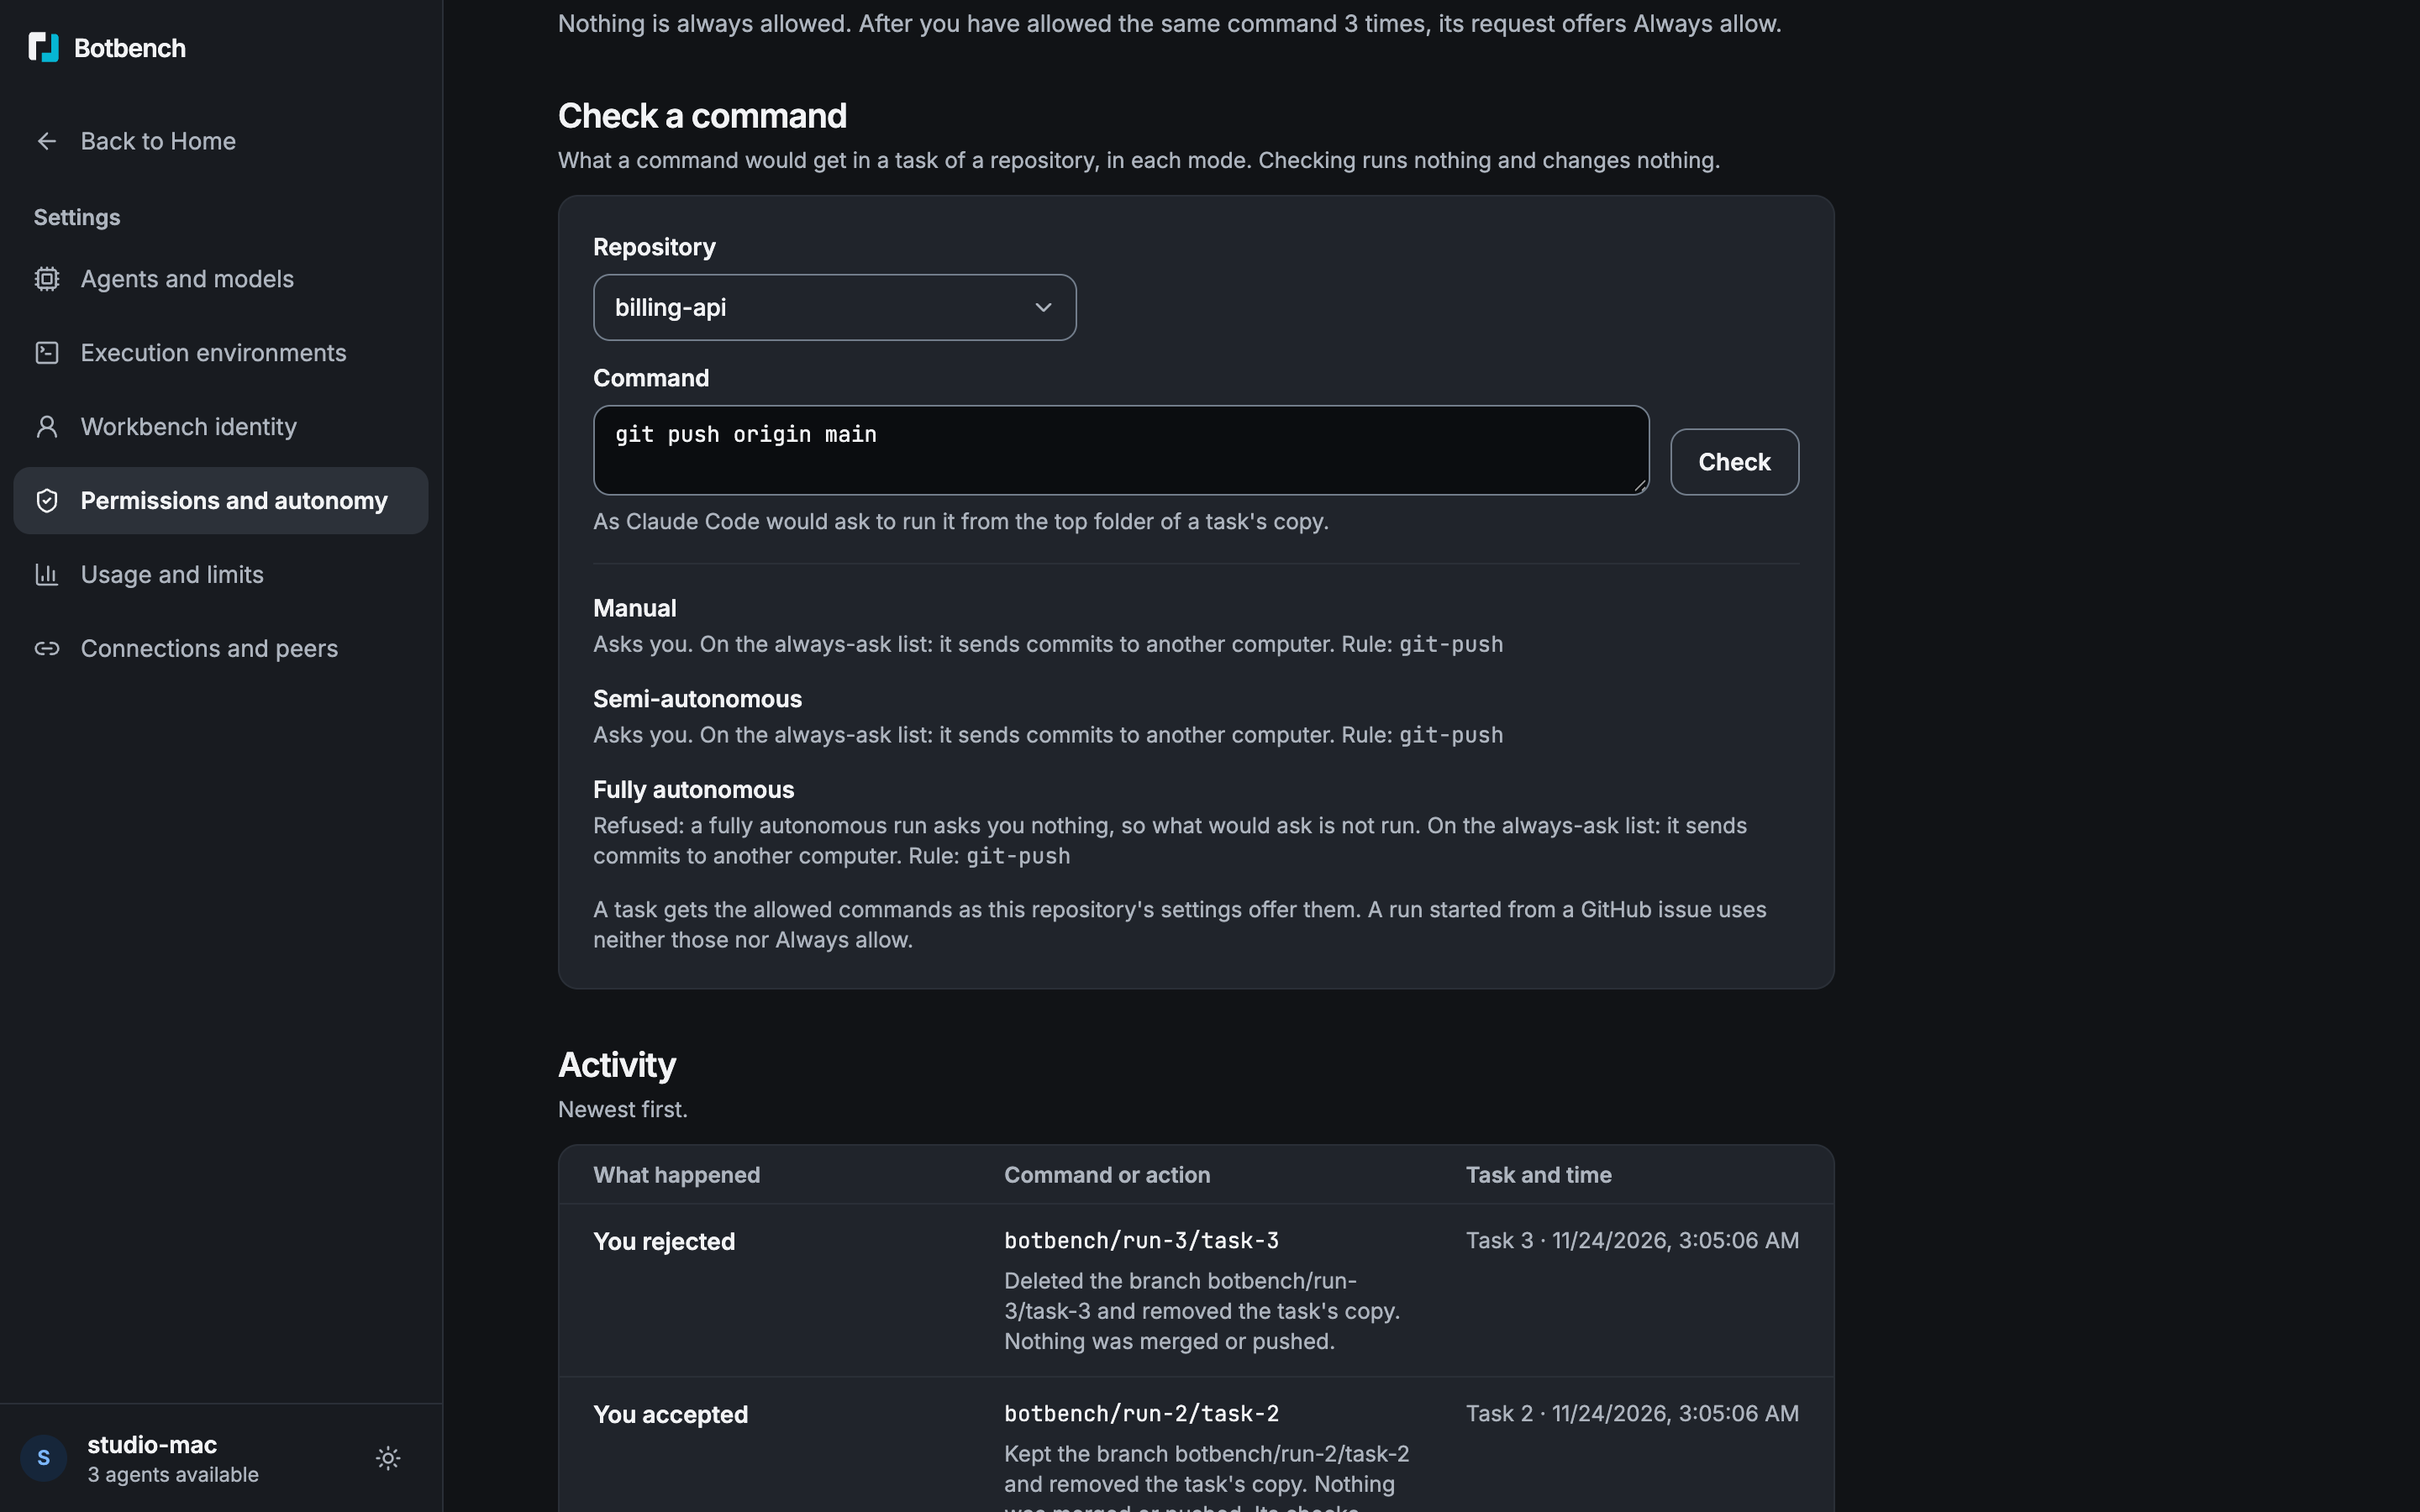 Botbench
Back to Home
Settings
Agents and models
Execution environments
Workbench identity
Permissions and autonomy
Usage and limits
Connections and peers
S
studio-mac
3 agents available
Nothing is always allowed. After you have allowed the same command 3 times, its request offers Always allow.
Check a command
What a command would get in a task of a repository, in each mode. Checking runs nothing and changes nothing.
Repository
billing-api
Command
git push origin main
Check
As Claude Code would ask to run it from the top folder of a task's copy.
Manual
Asks you. On the always-ask list: it sends commits to another computer. Rule: git-push
Semi-autonomous
Asks you. On the always-ask list: it sends commits to another computer. Rule: git-push
Fully autonomous
Refused: a fully autonomous run asks you nothing, so what would ask is not run. On the always-ask list: it sends
commits to another computer. Rule: git-push
A task gets the allowed commands as this repository's settings offer them. A run started from a GitHub issue uses
neither those nor Always allow.
Activity
Newest first.
What happened
Command or action
Task and time
You rejected
botbench/run-3/task-3
Task 3 · 11/24/2026, 3:05:06 AM
Deleted the branch botbench/run-
3/task-3 and removed the task's copy.
Nothing was merged or pushed.
You accepted
botbench/run-2/task-2
Task 2 · 11/24/2026, 3:05:06 AM
Kept the branch botbench/run-2/task-2
and removed the task's copy. Nothing